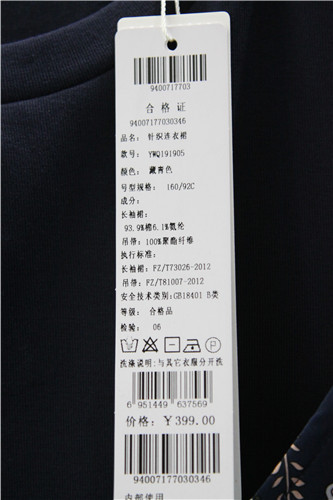 9400717703
合格证
94007177030346
品名: 针织连衣裙
款号: YWQ191905
颜色: 藏青色
号型规格: 160/92C
成分:
长袖裙:
93.9%棉6.1%氨纶
吊带: 100%聚酯纤维
执行标准:
长袖裙: FZ/T73026-2012
吊带: FZ/T81007-2012
安全技术类别:GB18401 B类
等级: 合格品
检验: 06
洗涤说明:与其它衣服分开洗
6 951449 637569
价格: ¥399.00
94007177030346